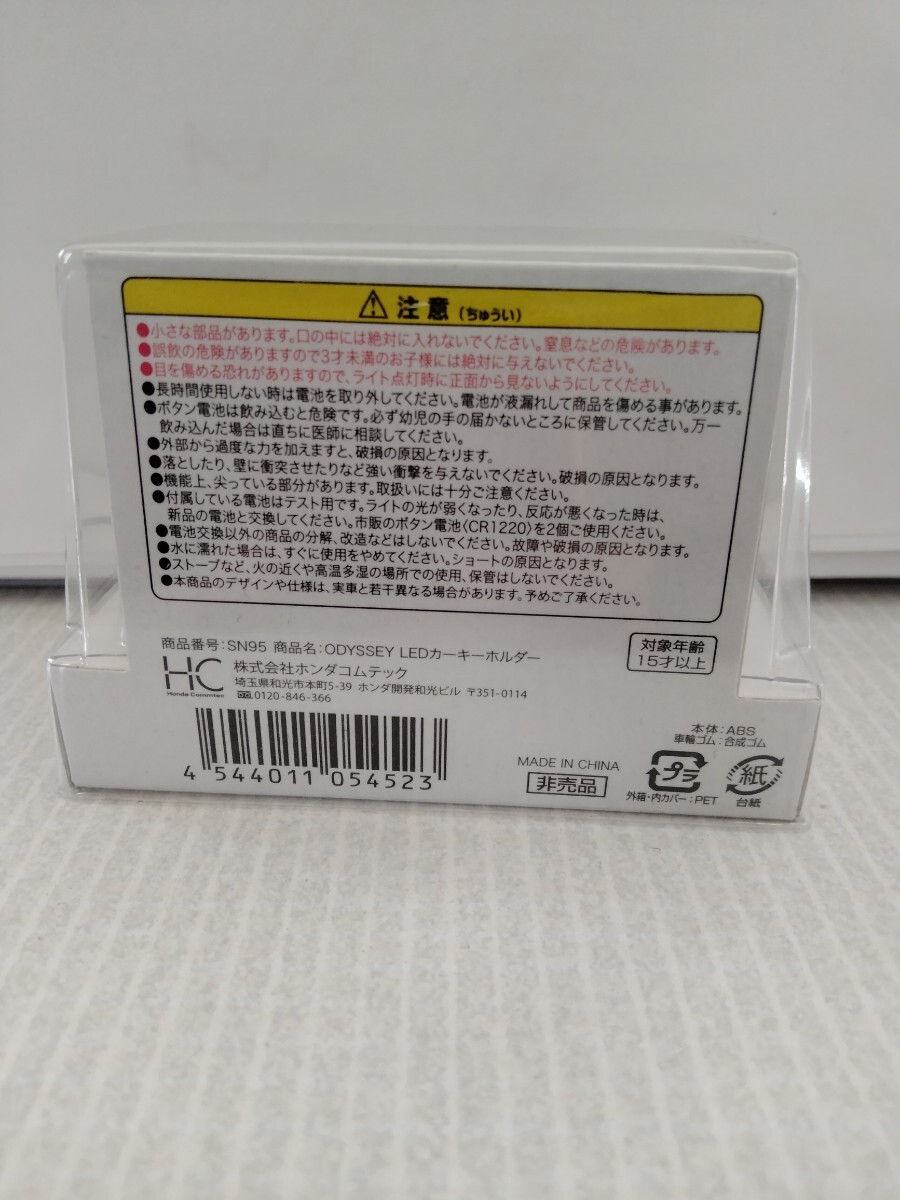 注意 (ちゅうい)
●小さな部品があります。口の中には絶対に入れないでください。窒息などの危険があります。
●誤飲の危険がありますので3才未満のお子様には絶対に与えないでください。
●目を傷める恐れがありますので、ライト点灯時に正面から見ないようにしてください。
●長時間使用しない時は電池を取り外してください。電池が液漏れして商品を傷める事があります。
●ボタン電池は飲み込むと危険です。必ず幼児の手の届かないところに保管してください。万一
飲み込んだ場合は直ちに医師に相談してください。
●外部から過度な力を加えますと、破損の原因となります。
●落としたり、壁に衝突させたりなど強い衝撃を与えないでください。破損の原因となります。
●機能上、尖っている部分があります。取扱いには十分ご注意ください。
●付属している電池はテスト用です。ライトの光が弱くなったり、反応が悪くなった時は、
新品の電池と交換してください。市販のボタン電池〈CR1220〉を2個ご使用ください。
●電池交換以外の商品の分解、改造などはしないでください。故障や破損の原因となります。
●水に濡れた場合は、すぐに使用をやめてください。ショートの原因となります。
●ストーブなど、火の近くや高温多湿の場所での使用、保管はしないでください。
●本商品のデザインや仕様は、実車と若干異なる場合があります。予めご了承ください。
商品番号:SN95 商品名:ODYSSEY LEDカーキーホルダー
対象年齢
15才以上
HC
Honda Commtec
株式会社ホンダコムテック
埼玉県和光市本町5-39 ホンダ開発和光ビル 〒351-0114
0120-846-366
4 544011 054523
MADE IN CHINA
非売品
本体:ABS
車輪ゴム:合成ゴム
プラ
外箱・内カバー:PET
紙
台紙